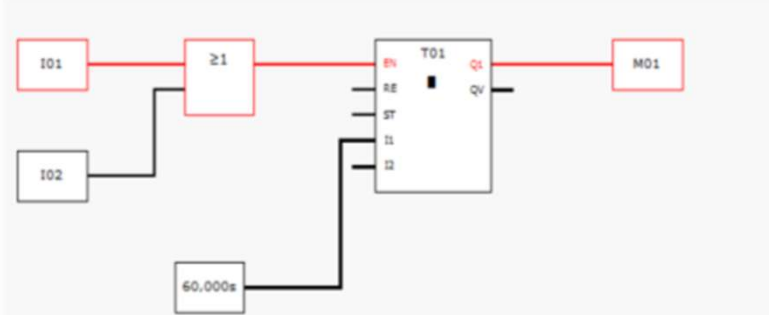 I01
≥1
T01
M01
EN
Q1
RE
QV
ST
I1
I2
I02
60,000s